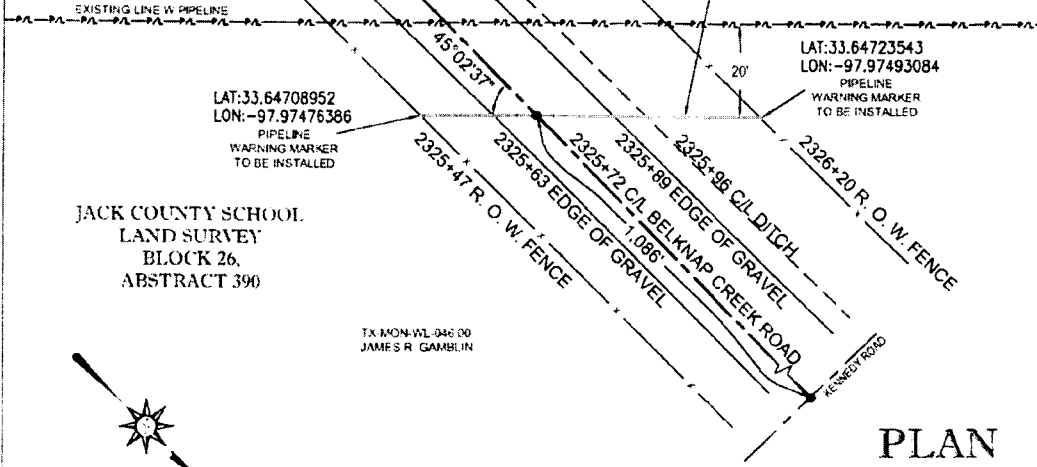 EXISTING LINE W PIPELINE
45°02'37"
20'
LAT:33.64723543
LON:-97.97493084
PIPELINE
WARNING MARKER
TO BE INSTALLED
LAT:33.64708952
LON:-97.97476386
PIPELINE
WARNING MARKER
TO BE INSTALLED
2325+47 R. O. W. FENCE
2325+63 EDGE OF GRAVEL
2325+72 C/L BELKNAP CREEK ROAD
1,086'
2325+89 EDGE OF GRAVEL
2325+96 C/L DITCH
2326+20 R. O. W. FENCE
JACK COUNTY SCHOOL
LAND SURVEY
BLOCK 26,
ABSTRACT 390
TX-MON-WL-046.00
JAMES R. GAMBLIN
KENNEDY ROAD
PLAN